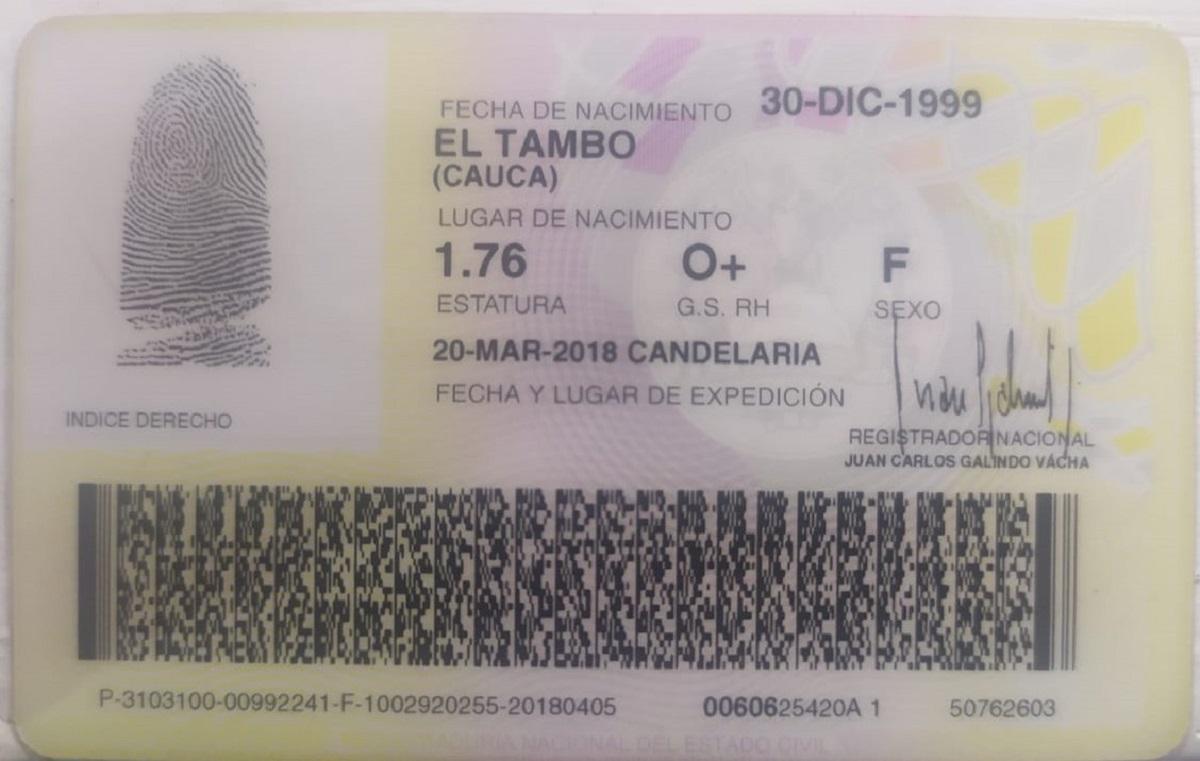 FECHA DE NACIMIENTO 30-DIC-1999
EL TAMBO
(CAUCA)
LUGAR DE NACIMIENTO
1.76 O+ F
ESTATURA G.S. RH SEXO
20-MAR-2018 CANDELARIA
FECHA Y LUGAR DE EXPEDICIÓN
INDICE DERECHO
REGISTRADOR NACIONAL
JUAN CARLOS GALINDO VÁCHA
P-3103100-00992241-F-1002920255-20180405 0060625420A 1 50762603
NACIONAL DEL ESTADO CIVIL